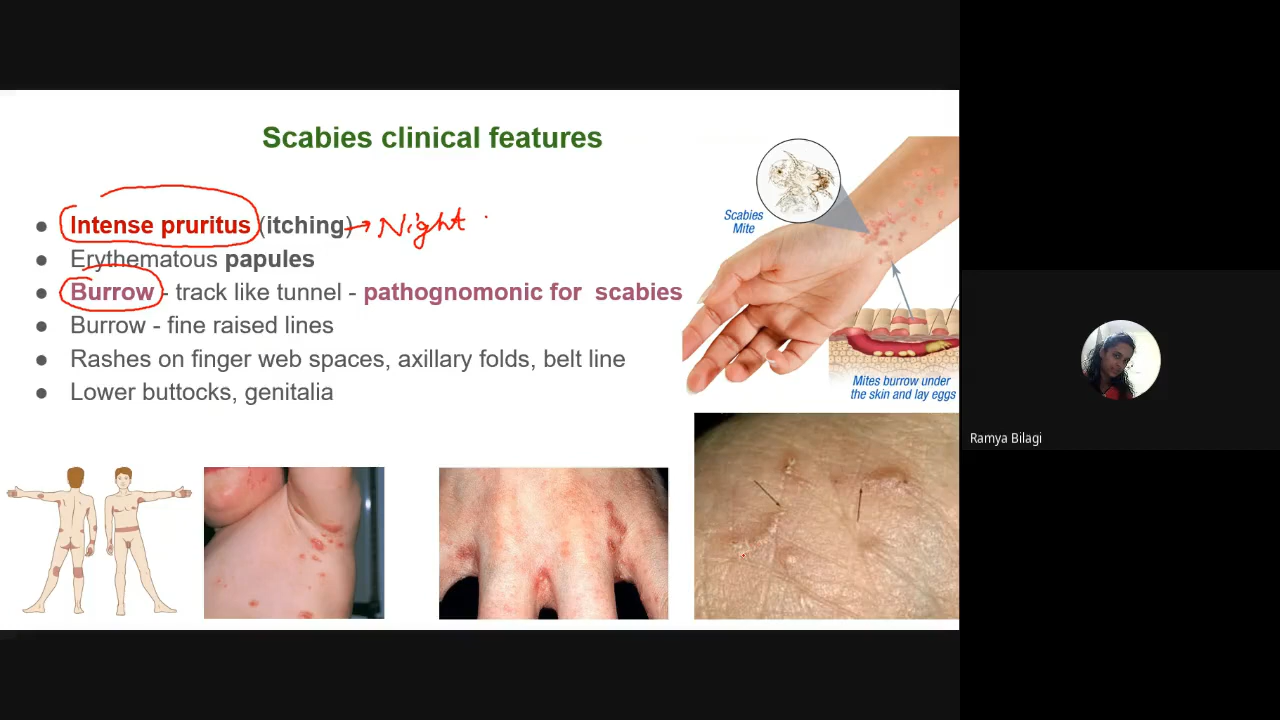 Scabies clinical features
● Intense pruritus (itching) → Night
● Erythematous papules
● Burrow - track like tunnel - pathognomonic for scabies
● Burrow - fine raised lines
● Rashes on finger web spaces, axillary folds, belt line
● Lower buttocks, genitalia
Scabies
Mite
Mites burrow under
the skin and lay eggs
Ramya Bilagi